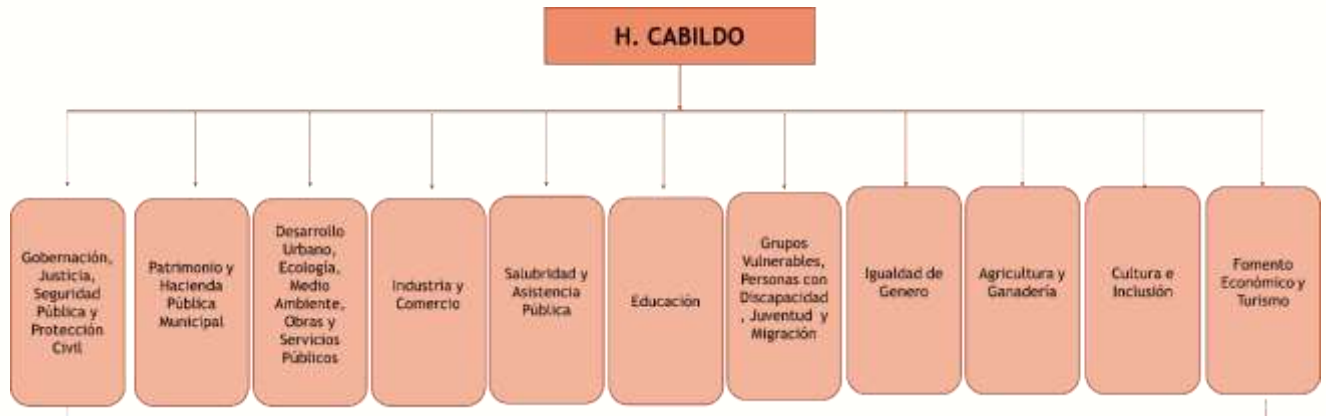 H. CABILDO
Gobernación,
Justicia,
Seguridad
Pública y
Protección
Civil
Patrimonio y
Hacienda
Pública
Municipal
Desarrollo
Urbano,
Ecología,
Medio
Ambiente,
Obras y
Servicios
Públicos
Industria y
Comercio
Salubridad y
Asistencia
Pública
Educación
Grupos
Vulnerables,
Personas con
Discapacidad
, Juventud y
Migración
Igualdad de
Genero
Agricultura y
Ganadería
Cultura e
Inclusión
Fomento
Económico y
Turismo